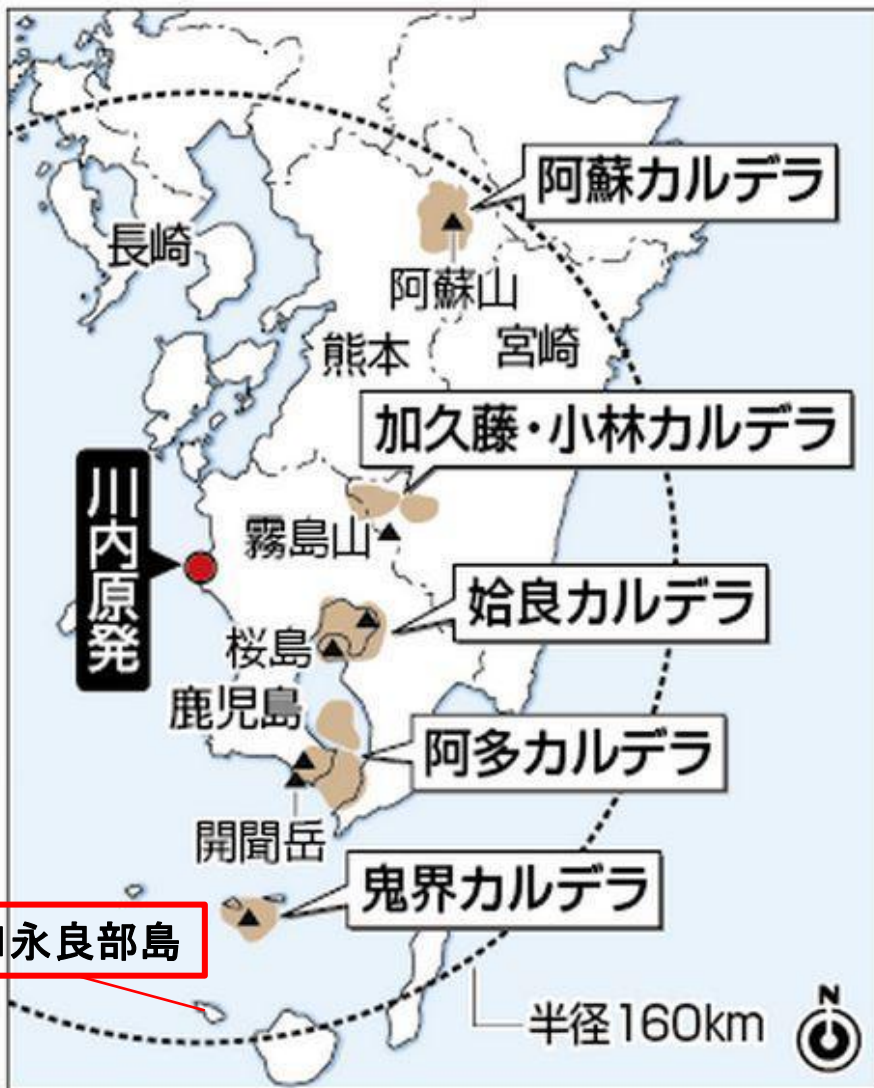 阿蘇カルデラ
長崎
阿蘇山
熊本
宮崎
加久藤・小林カルデラ
川内原発
霧島山
姶良カルデラ
桜島
鹿児島
阿多カルデラ
開聞岳
鬼界カルデラ
永良部島
半径160km
N